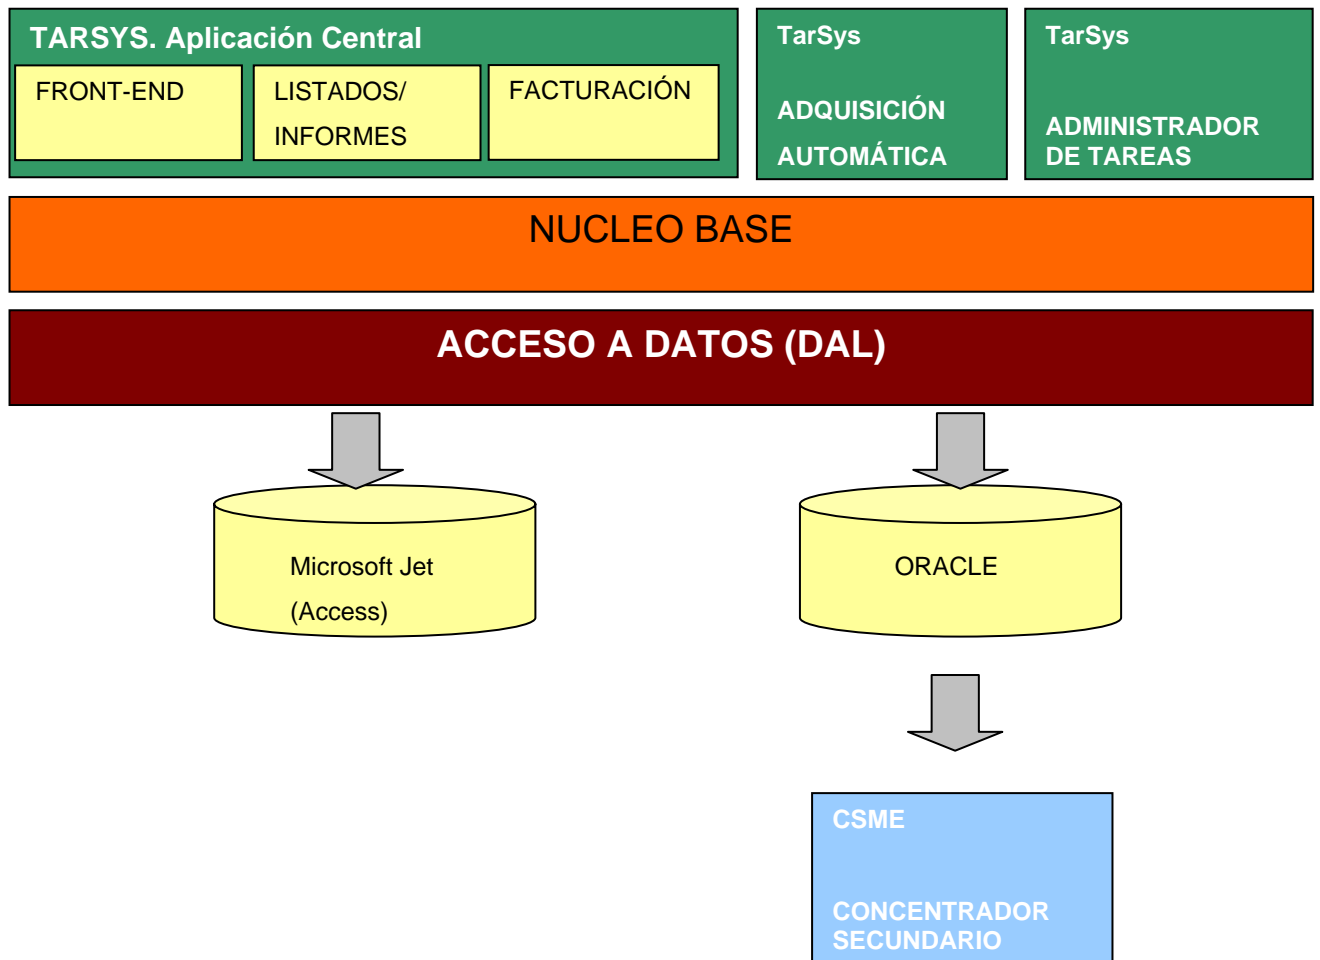 TARSYS. Aplicación Central
FRONT-END
LISTADOS/
INFORMES
FACTURACIÓN
TarSys
ADQUISICIÓN
AUTOMÁTICA
TarSys
ADMINISTRADOR
DE TAREAS
NUCLEO BASE
ACCESO A DATOS (DAL)
Microsoft Jet
(Access)
ORACLE
CSME
CONCENTRADOR
SECUNDARIO